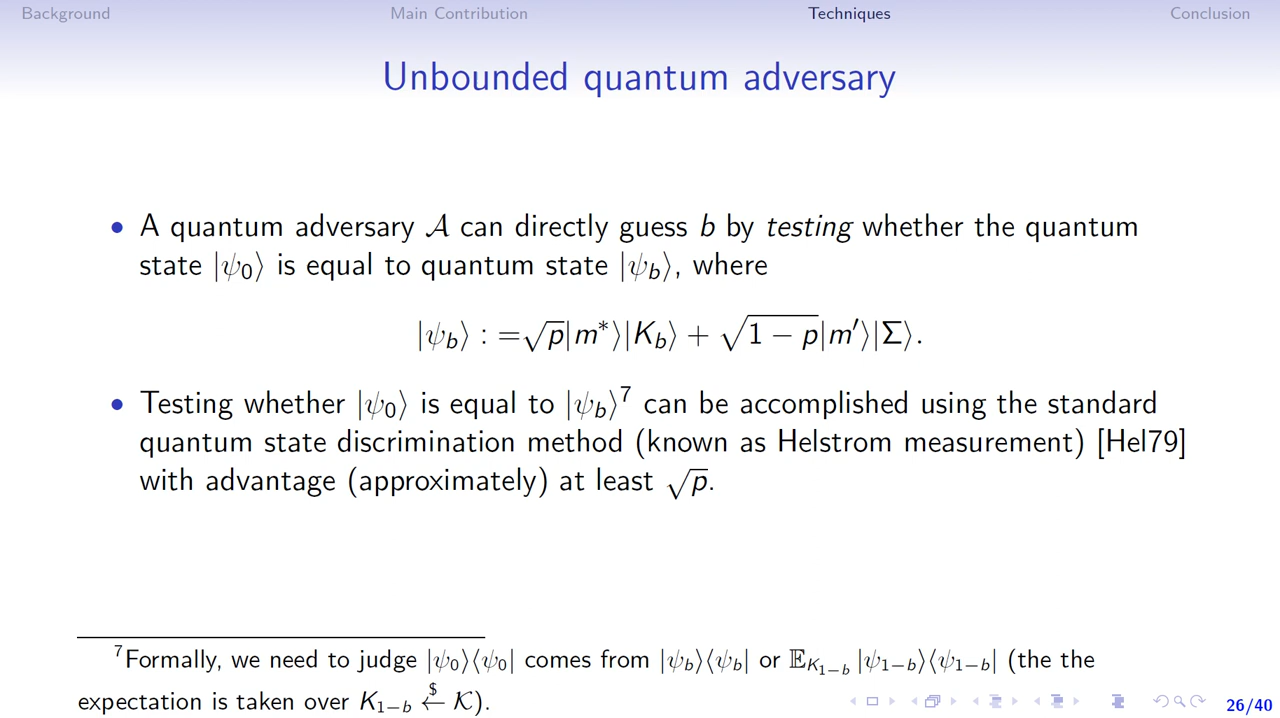 Background Main Contribution Techniques Conclusion
Unbounded quantum adversary
• A quantum adversary 𝒜 can directly guess b by testing whether the quantum
state |ψ₀⟩ is equal to quantum state |ψ_b⟩, where
|ψ_b⟩ : =√p|m*⟩|K_b⟩ + √(1 − p)|m′⟩|Σ⟩.
• Testing whether |ψ₀⟩ is equal to |ψ_b⟩⁷ can be accomplished using the standard
quantum state discrimination method (known as Helstrom measurement) [Hel79]
with advantage (approximately) at least √p.
⁷Formally, we need to judge |ψ₀⟩⟨ψ₀| comes from |ψ_b⟩⟨ψ_b| or 𝔼_{K_{1−b}} |ψ_{1−b}⟩⟨ψ_{1−b}| (the the
expectation is taken over K_{1−b} ←$ 𝒦).
26/40